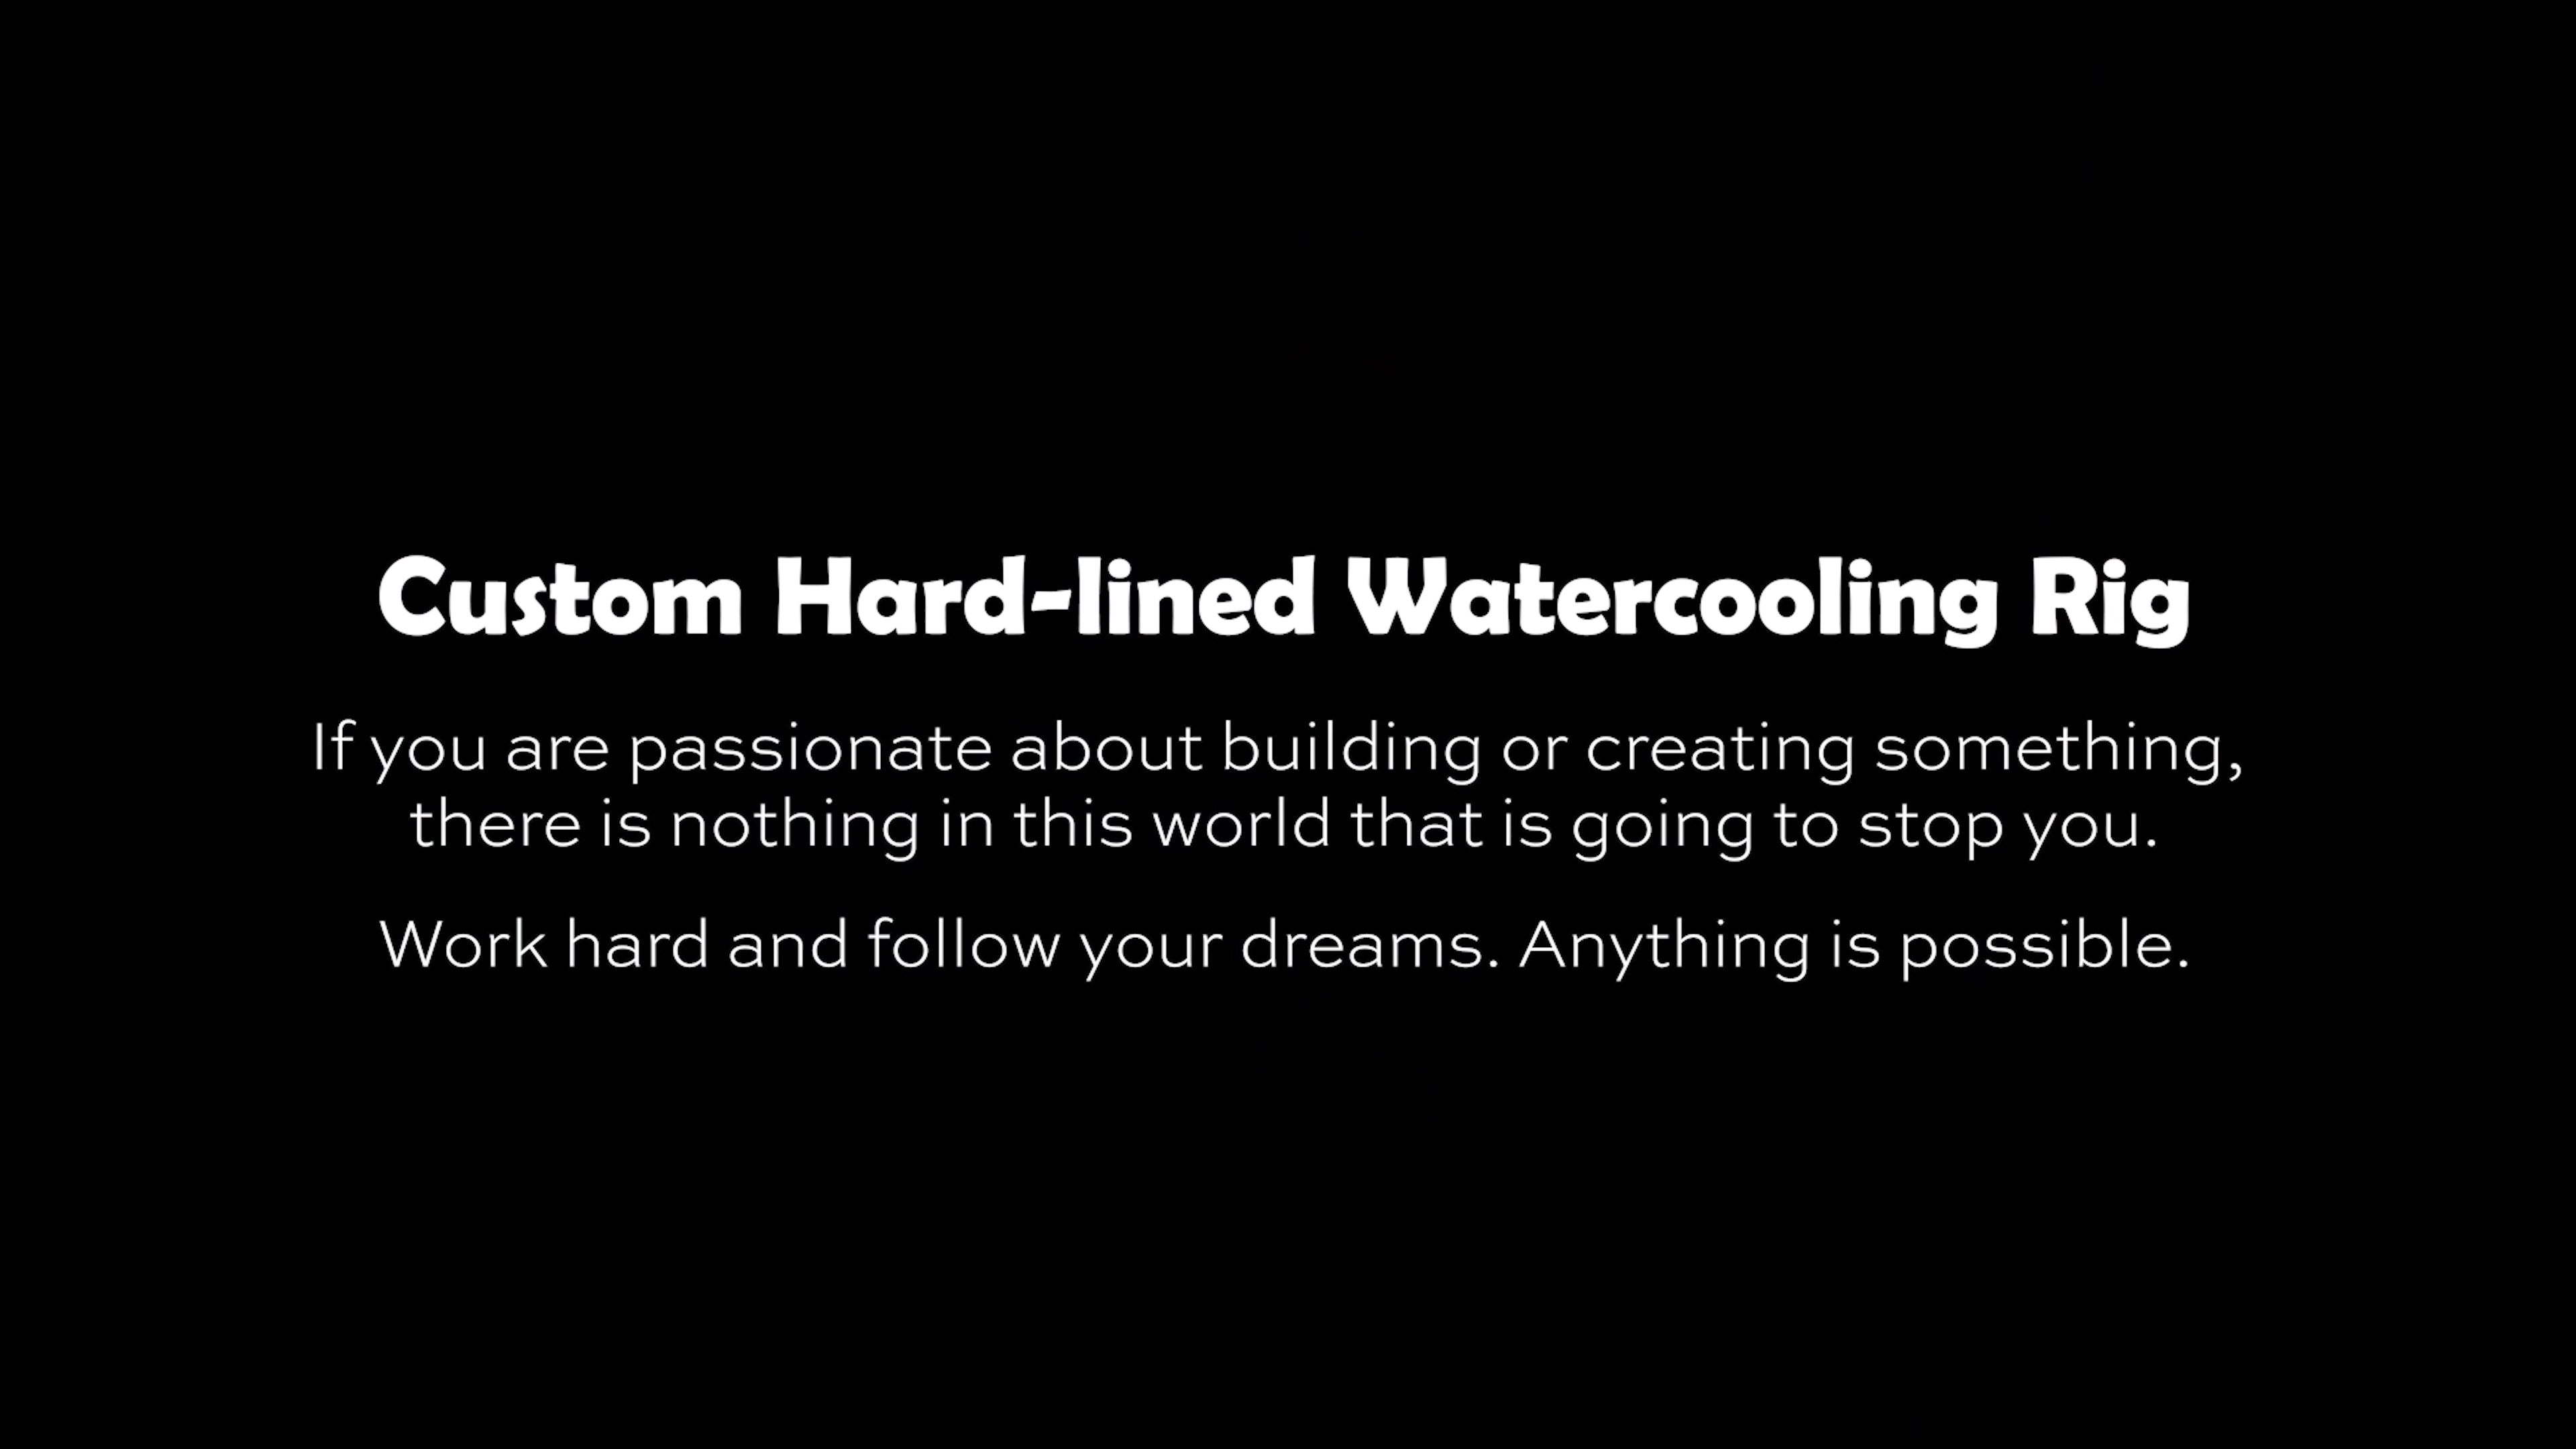 Custom Hard-lined Watercooling Rig
If you are passionate about building or creating something,
there is nothing in this world that is going to stop you.
Work hard and follow your dreams. Anything is possible.